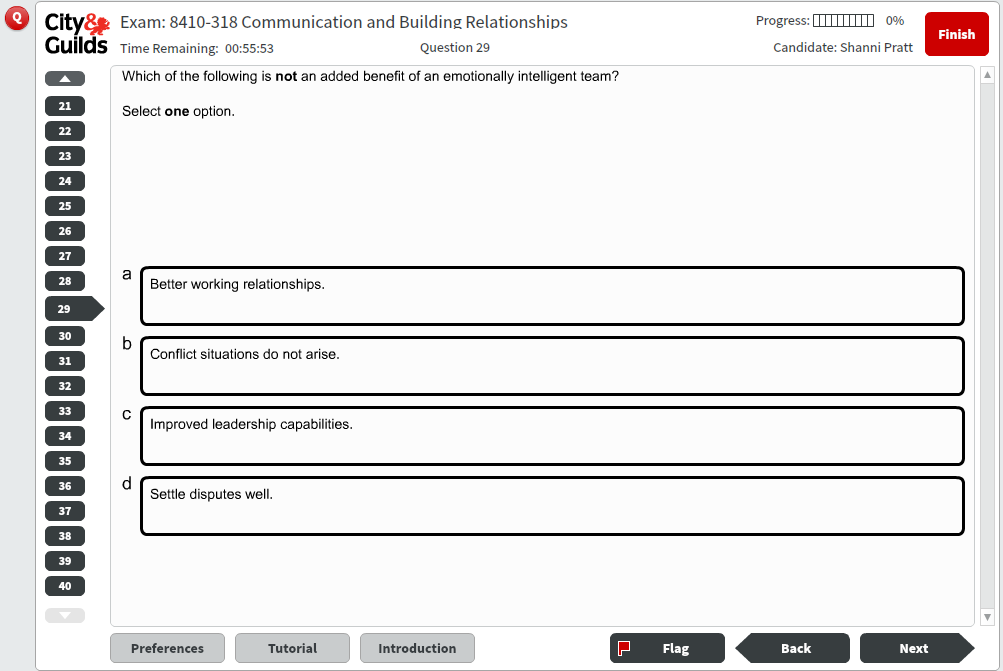 Q
City& Guilds
Exam: 8410-318 Communication and Building Relationships
Time Remaining: 00:55:53
Question 29
Progress: 0%
Candidate: Shanni Pratt
Finish
Which of the following is not an added benefit of an emotionally intelligent team?
Select one option.
21
22
23
24
25
26
27
28
29
30
31
32
33
34
35
36
37
38
39
40
a
Better working relationships.
b
Conflict situations do not arise.
c
Improved leadership capabilities.
d
Settle disputes well.
Preferences
Tutorial
Introduction
Flag
Back
Next